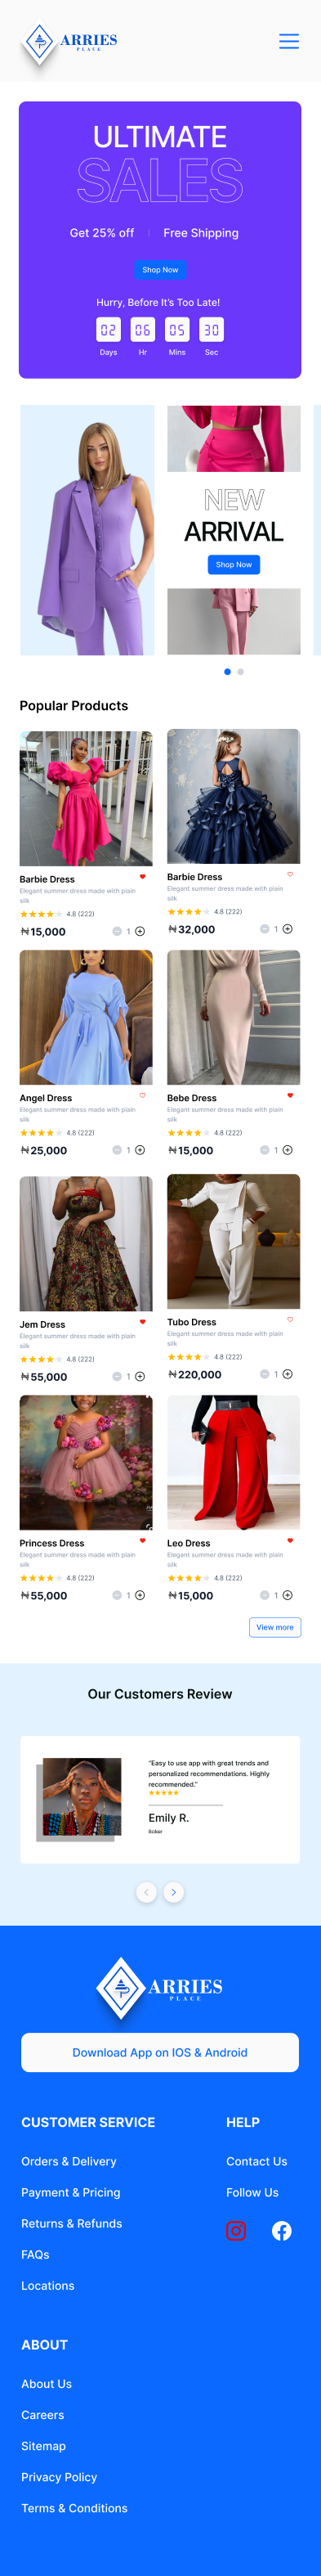 ARRIES
PLACE
ULTIMATE
SALES
Get 25% off
Free Shipping
Shop Now
Hurry, Before It's Too Late!
02 06 05 30
Days Hr Mins Sec
NEW
ARRIVAL
Shop Now
Popular Products
Barbie Dress
Elegant summer dress made with plain
silk
4.8 (222)
₦15,000
1
Barbie Dress
Elegant summer dress made with plain
silk
4.8 (222)
₦32,000
1
Angel Dress
Elegant summer dress made with plain
silk
4.8 (222)
₦25,000
1
Bebe Dress
Elegant summer dress made with plain
silk
4.8 (222)
₦15,000
1
Jem Dress
Elegant summer dress made with plain
silk
4.8 (222)
₦55,000
1
Tubo Dress
Elegant summer dress made with plain
silk
4.8 (222)
₦220,000
1
Princess Dress
Elegant summer dress made with plain
silk
4.8 (222)
₦55,000
1
Leo Dress
Elegant summer dress made with plain
silk
4.8 (222)
₦15,000
1
View more
Our Customers Review
"Easy to use app with great trends and
personalized recommendations. Highly
recommended."
Emily R.
ARRIES
PLACE
Download App on IOS & Android
CUSTOMER SERVICE
Orders & Delivery
Payment & Pricing
Returns & Refunds
FAQs
Locations
HELP
Contact Us
Follow Us
ABOUT
About Us
Careers
Sitemap
Privacy Policy
Terms & Conditions